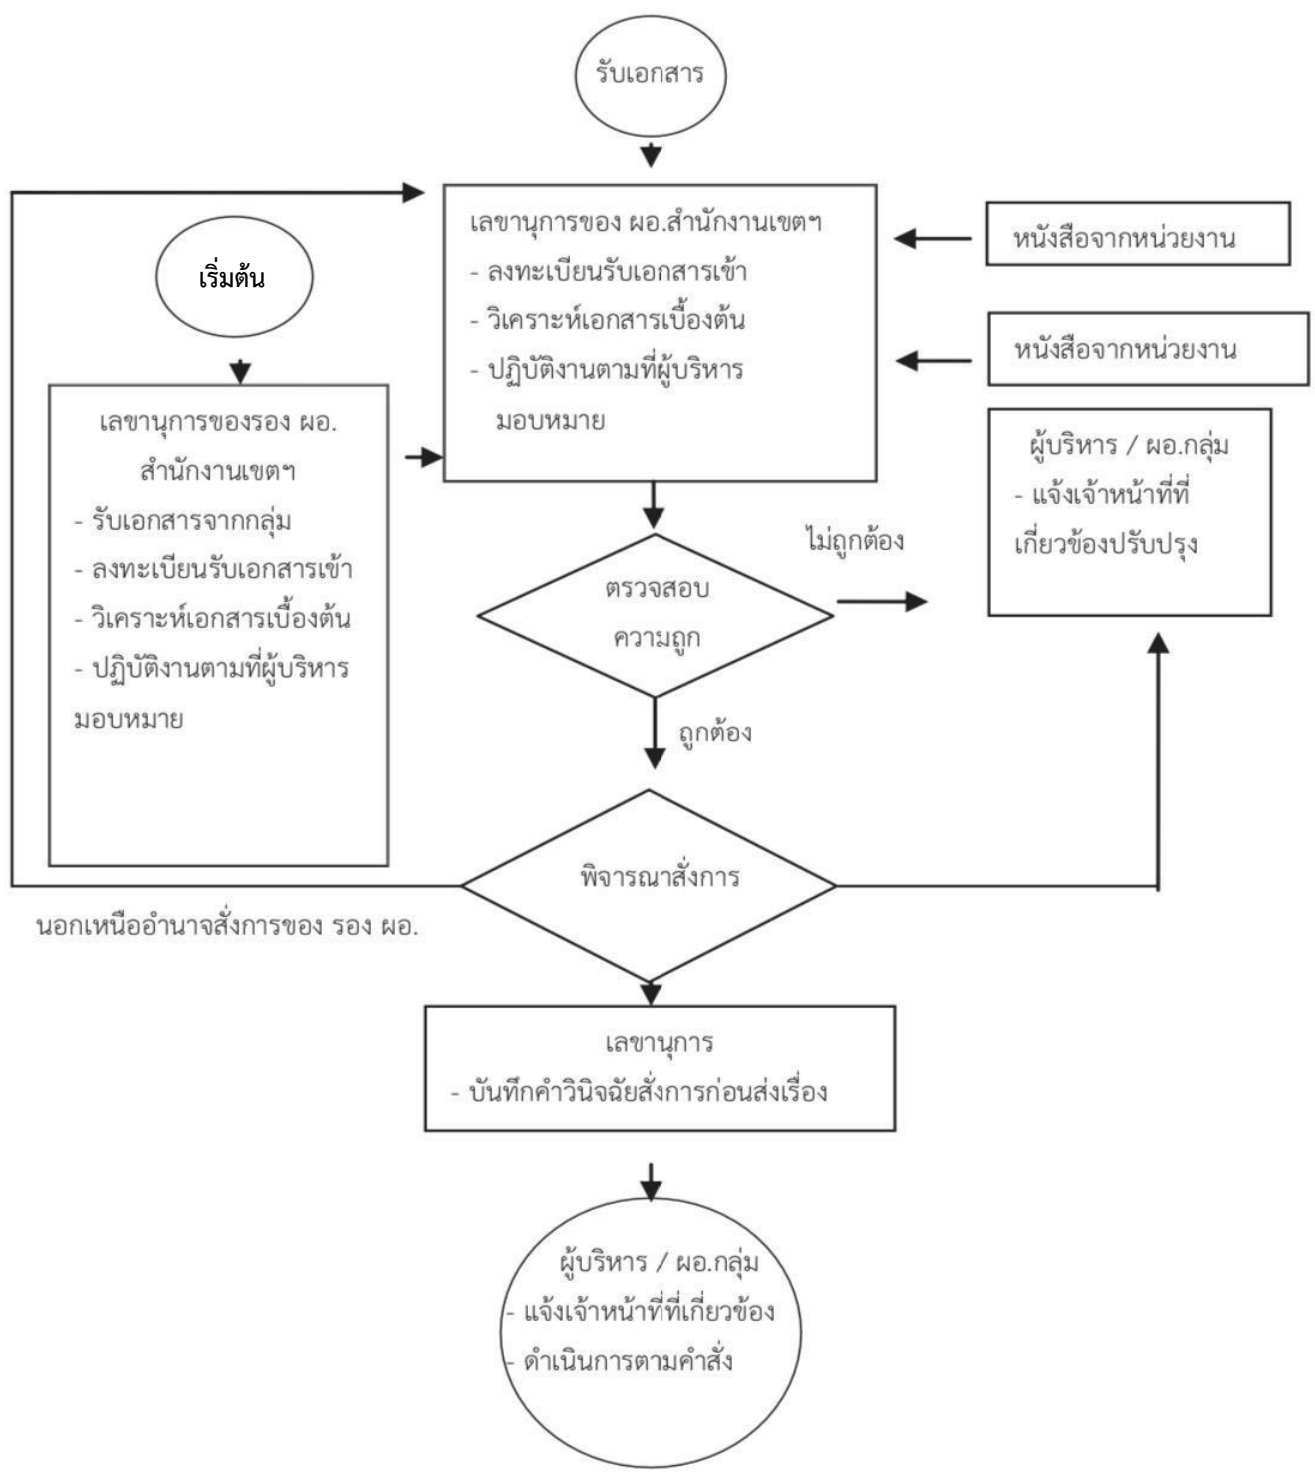 รับเอกสาร
เลขานุการของ ผอ.สำนักงานเขตฯ
- ลงทะเบียนรับเอกสารเข้า
- วิเคราะห์เอกสารเบื้องต้น
- ปฏิบัติงานตามที่ผู้บริหาร
มอบหมาย
หนังสือจากหน่วยงาน
หนังสือจากหน่วยงาน
เริ่มต้น
เลขานุการของรอง ผอ.
สำนักงานเขตฯ
- รับเอกสารจากกลุ่ม
- ลงทะเบียนรับเอกสารเข้า
- วิเคราะห์เอกสารเบื้องต้น
- ปฏิบัติงานตามที่ผู้บริหาร
มอบหมาย
ผู้บริหาร / ผอ.กลุ่ม
- แจ้งเจ้าหน้าที่ที่
เกี่ยวข้องปรับปรุง
ไม่ถูกต้อง
ตรวจสอบ
ความถูก
ถูกต้อง
พิจารณาสั่งการ
นอกเหนืออำนาจสั่งการของ รอง ผอ.
เลขานุการ
- บันทึกคำวินิจฉัยสั่งการก่อนส่งเรื่อง
ผู้บริหาร / ผอ.กลุ่ม
- แจ้งเจ้าหน้าที่ที่เกี่ยวข้อง
- ดำเนินการตามคำสั่ง